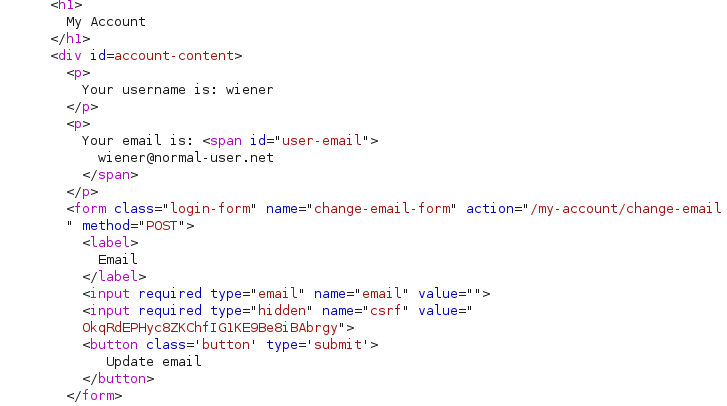 <h1>
My Account
</h1>
<div id=account-content>
<p>
Your username is: wiener
</p>
<p>
Your email is: <span id="user-email">
wiener@normal-user.net
</span>
</p>
<form class="login-form" name="change-email-form" action="/my-account/change-email
" method="POST">
<label>
Email
</label>
<input required type="email" name="email" value="">
<input required type="hidden" name="csrf" value="
OkqRdEPHyc8ZKChfIG1KE9Be8iBAbrgy">
<button class='button' type='submit'>
Update email
</button>
</form>